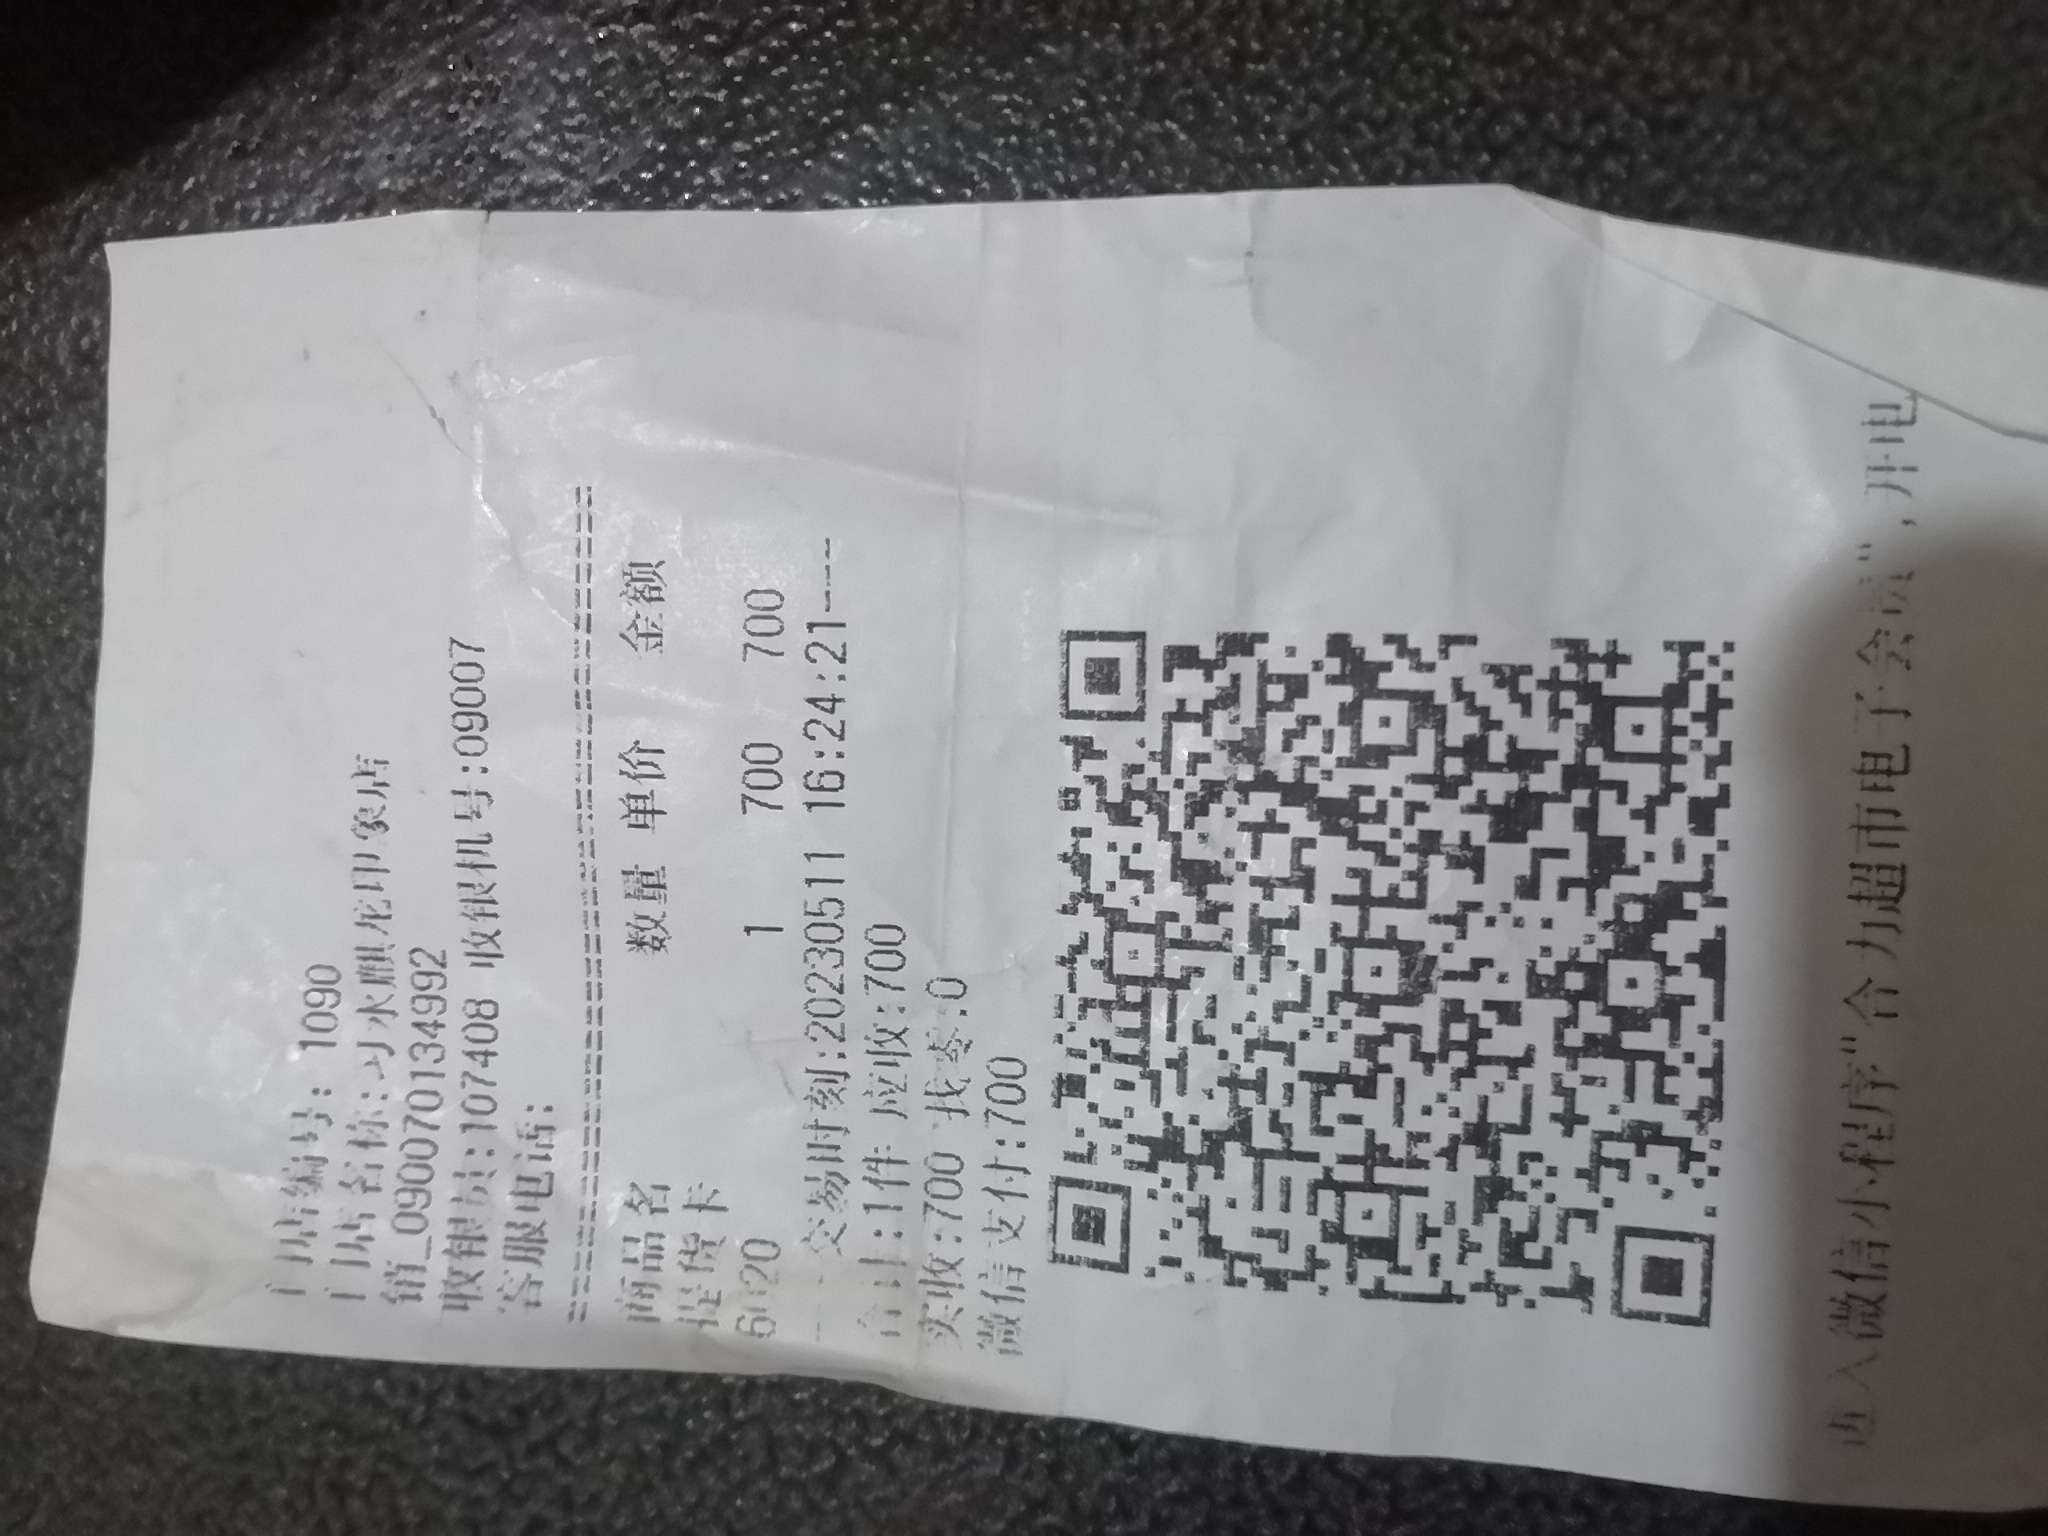 门店编号: 1090
门店名称:习水麒龙印象店
销_090070134992
收银员:107408 收银机号:09007
客服电话:
商品名 数量 单价 金额
提货卡
6020 1 700 700
---交易时刻:20230511 16:24:21---
合计:1件 应收:700
实收:700 找零:0
微信支付:700
进入微信小程序"合力超市电子会员",开电